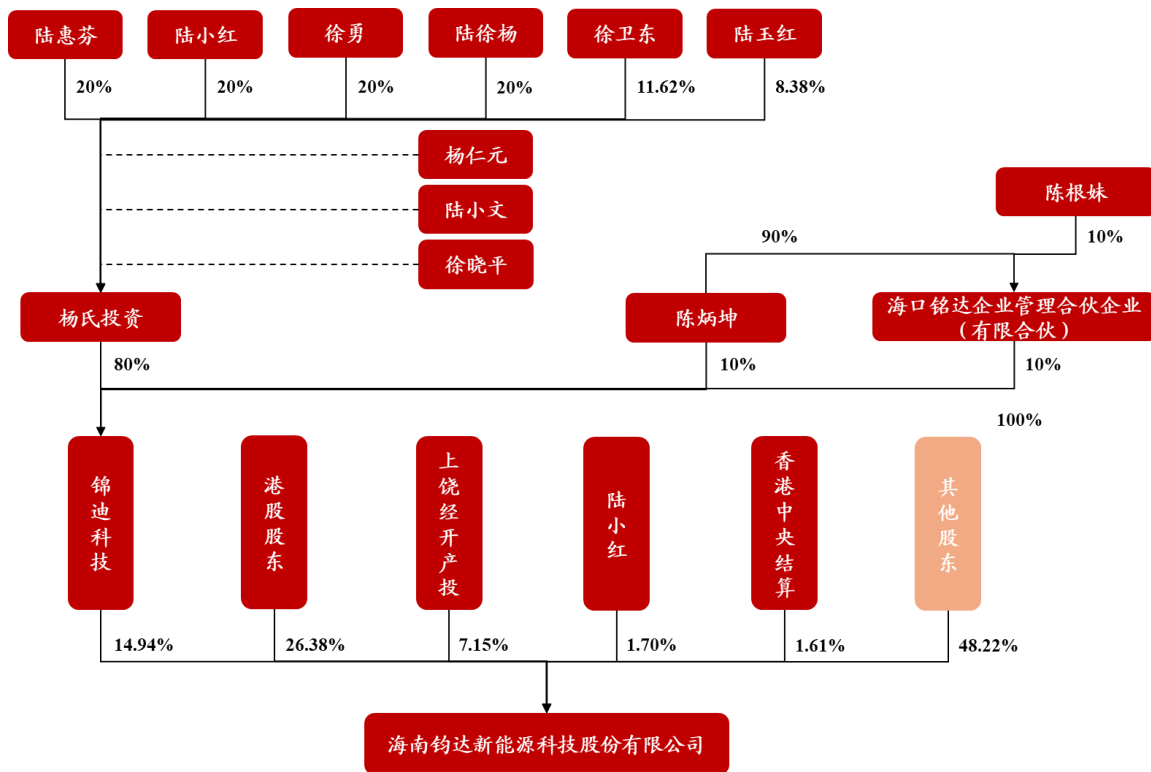 陆惠芬
陆小红
徐勇
陆徐杨
徐卫东
陆玉红
20%
20%
20%
20%
11.62%
8.38%
杨仁元
陆小文
徐晓平
陈根妹
90%
10%
杨氏投资
陈炳坤
海口铭达企业管理合伙企业
（有限合伙）
80%
10%
10%
100%
锦迪科技
港股股东
上饶经开产投
陆小红
香港中央结算
其他股东
14.94%
26.38%
7.15%
1.70%
1.61%
48.22%
海南钧达新能源科技股份有限公司